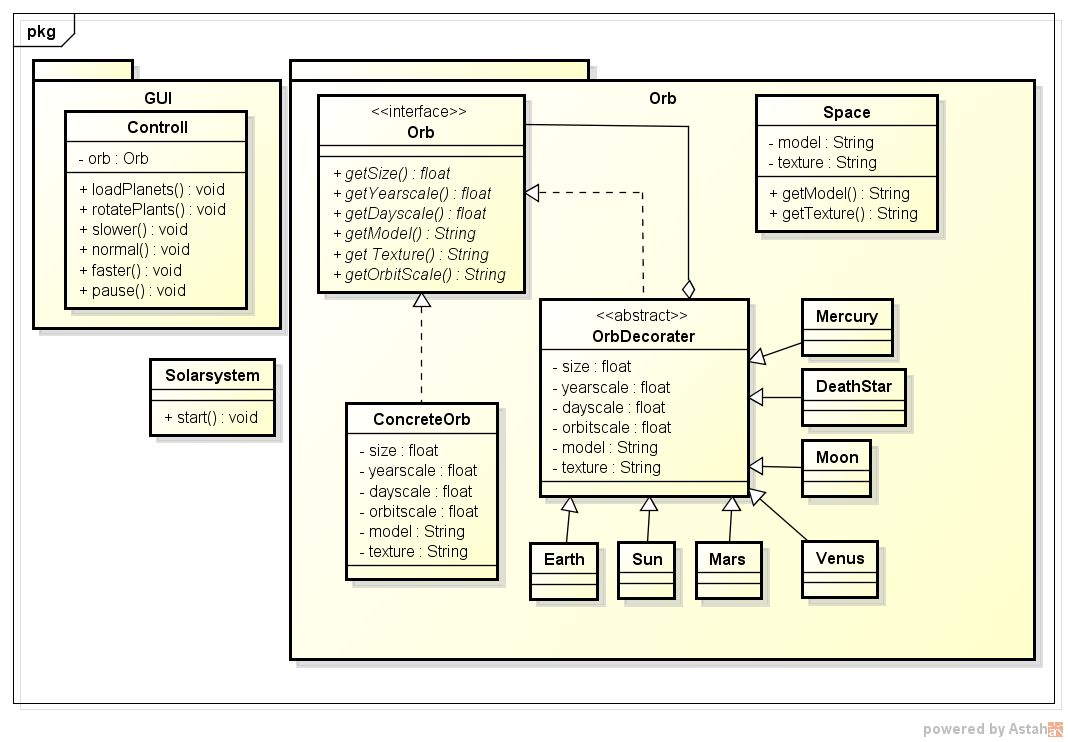 pkg
GUI
Controll
- orb : Orb
+ loadPlanets() : void
+ rotatePlants() : void
+ slower() : void
+ normal() : void
+ faster() : void
+ pause() : void
Solarsystem
+ start() : void
Orb
<<interface>>
Orb
+ getSize() : float
+ getYearscale() : float
+ getDayscale() : float
+ getModel() : String
+ get Texture() : String
+ getOrbitScale() : String
Space
- model : String
- texture : String
+ getModel() : String
+ getTexture() : String
ConcreteOrb
- size : float
- yearscale : float
- dayscale : float
- orbitscale : float
- model : String
- texture : String
<<abstract>>
OrbDecorater
- size : float
- yearscale : float
- dayscale : float
- orbitscale : float
- model : String
- texture : String
Mercury
DeathStar
Moon
Earth
Sun
Mars
Venus
powered by Astah